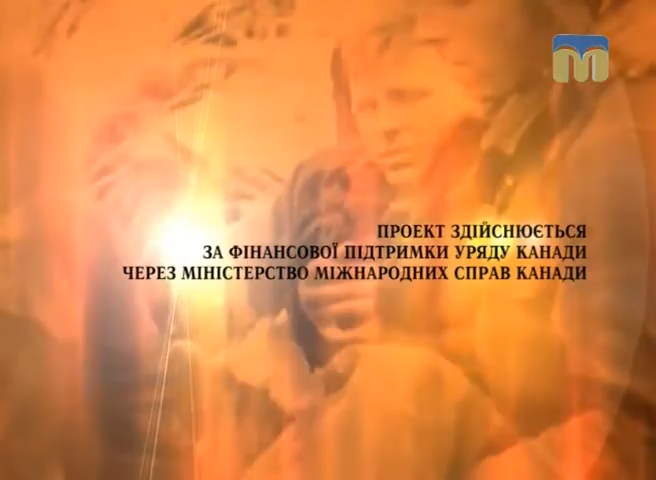 ПРОЕКТ ЗДІЙСНЮЄТЬСЯ
ЗА ФІНАНСОВОЇ ПІДТРИМКИ УРЯДУ КАНАДИ
ЧЕРЕЗ МІНІСТЕРСТВО МІЖНАРОДНИХ СПРАВ КАНАДИ